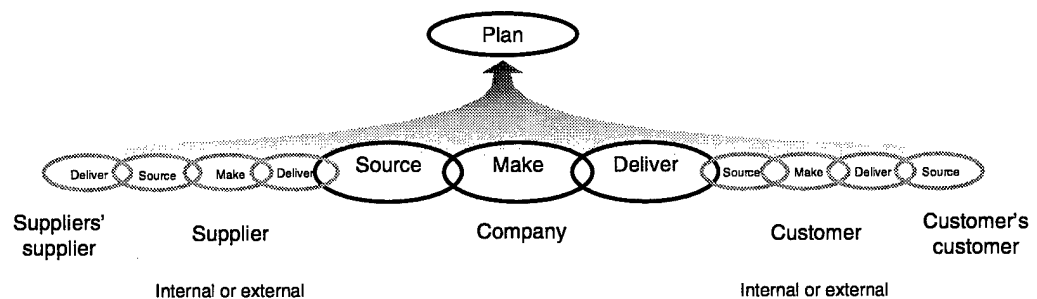 Plan
Deliver Source Make Deliver Source Make Deliver Source Make Deliver Source
Suppliers'
supplier
Supplier
Company
Customer
Customer's
customer
Internal or external
Internal or external